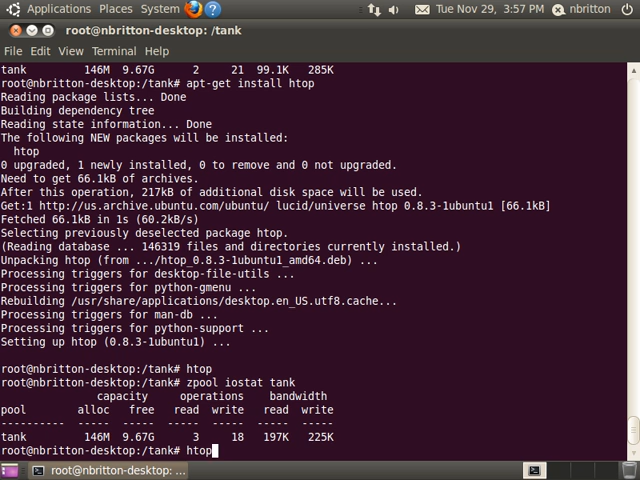 Applications Places System Tue Nov 29, 3:57 PM nbritton
root@nbritton-desktop: /tank
File Edit View Terminal Help
tank 146M 9.67G 2 21 99.1K 285K
root@nbritton-desktop:/tank# apt-get install htop
Reading package lists... Done
Building dependency tree
Reading state information... Done
The following NEW packages will be installed:
htop
0 upgraded, 1 newly installed, 0 to remove and 0 not upgraded.
Need to get 66.1kB of archives.
After this operation, 217kB of additional disk space will be used.
Get:1 http://us.archive.ubuntu.com/ubuntu/ lucid/universe htop 0.8.3-1ubuntu1 [66.1kB]
Fetched 66.1kB in 1s (60.2kB/s)
Selecting previously deselected package htop.
(Reading database ... 146319 files and directories currently installed.)
Unpacking htop (from .../htop_0.8.3-1ubuntu1_amd64.deb) ...
Processing triggers for desktop-file-utils ...
Processing triggers for python-gmenu ...
Rebuilding /usr/share/applications/desktop.en_US.utf8.cache...
Processing triggers for man-db ...
Processing triggers for python-support ...
Setting up htop (0.8.3-1ubuntu1) ...
root@nbritton-desktop:/tank# htop
root@nbritton-desktop:/tank# zpool iostat tank
capacity operations bandwidth
pool alloc free read write read write
---------- ----- ----- ----- ----- ----- -----
tank 146M 9.67G 3 18 197K 225K
root@nbritton-desktop:/tank# htop
root@nbritton-desktop: ...